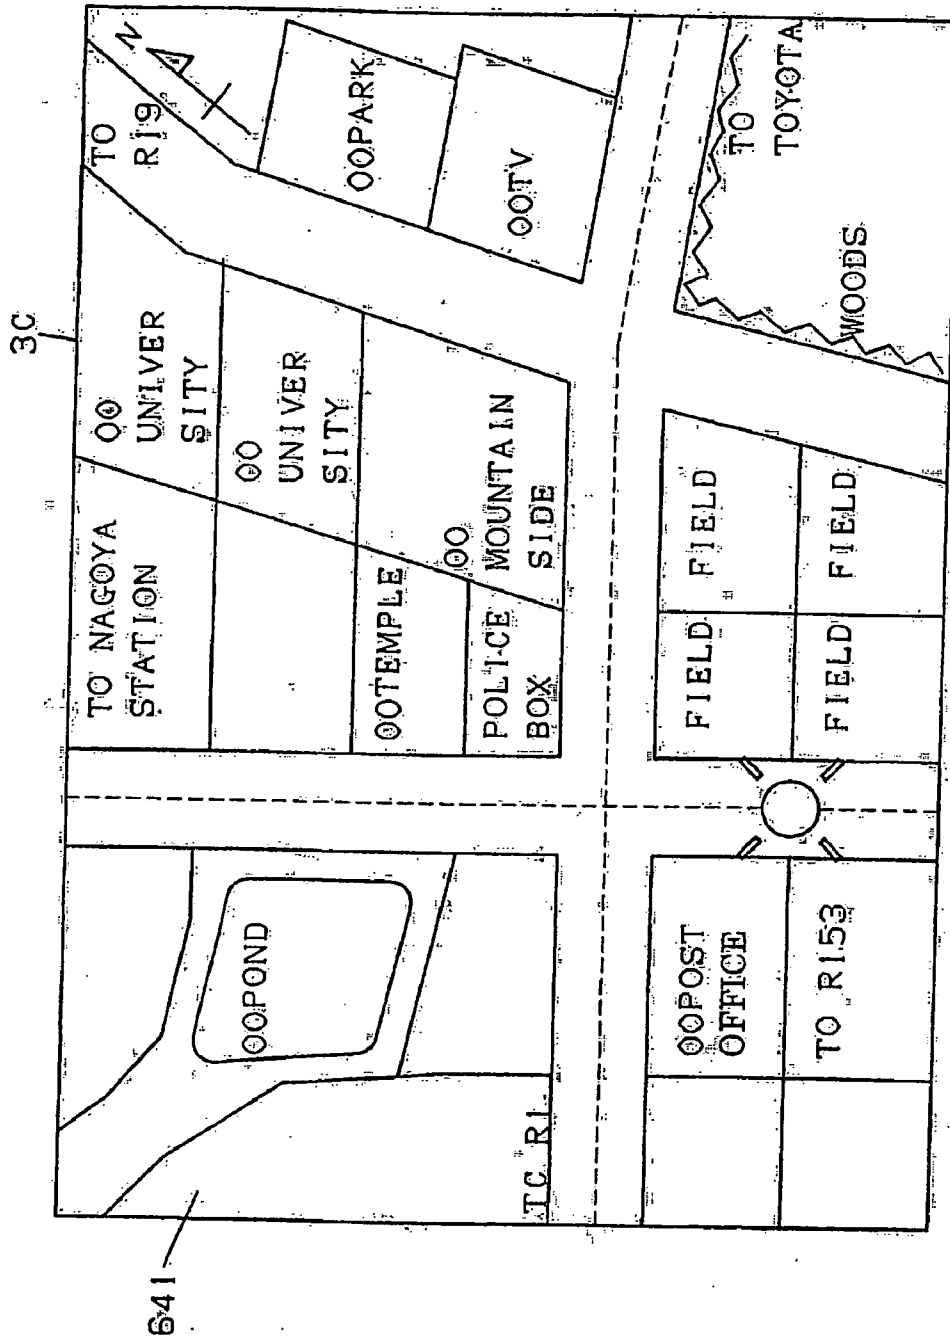 3C
TO
R19
N
OOPARK
OOTV
TO
TOYOTA
WOODS
OO
UNIVER
SITY
OO
UNIVER
SITY
OO
MOUNTAIN
SIDE
TO NAGOYA
STATION
OOTEMPLE
POLICE
BOX
FIELD
FIELD
FIELD
FIELD
OOPOND
OOPOST
OFFICE
TO R153
TC R1
641